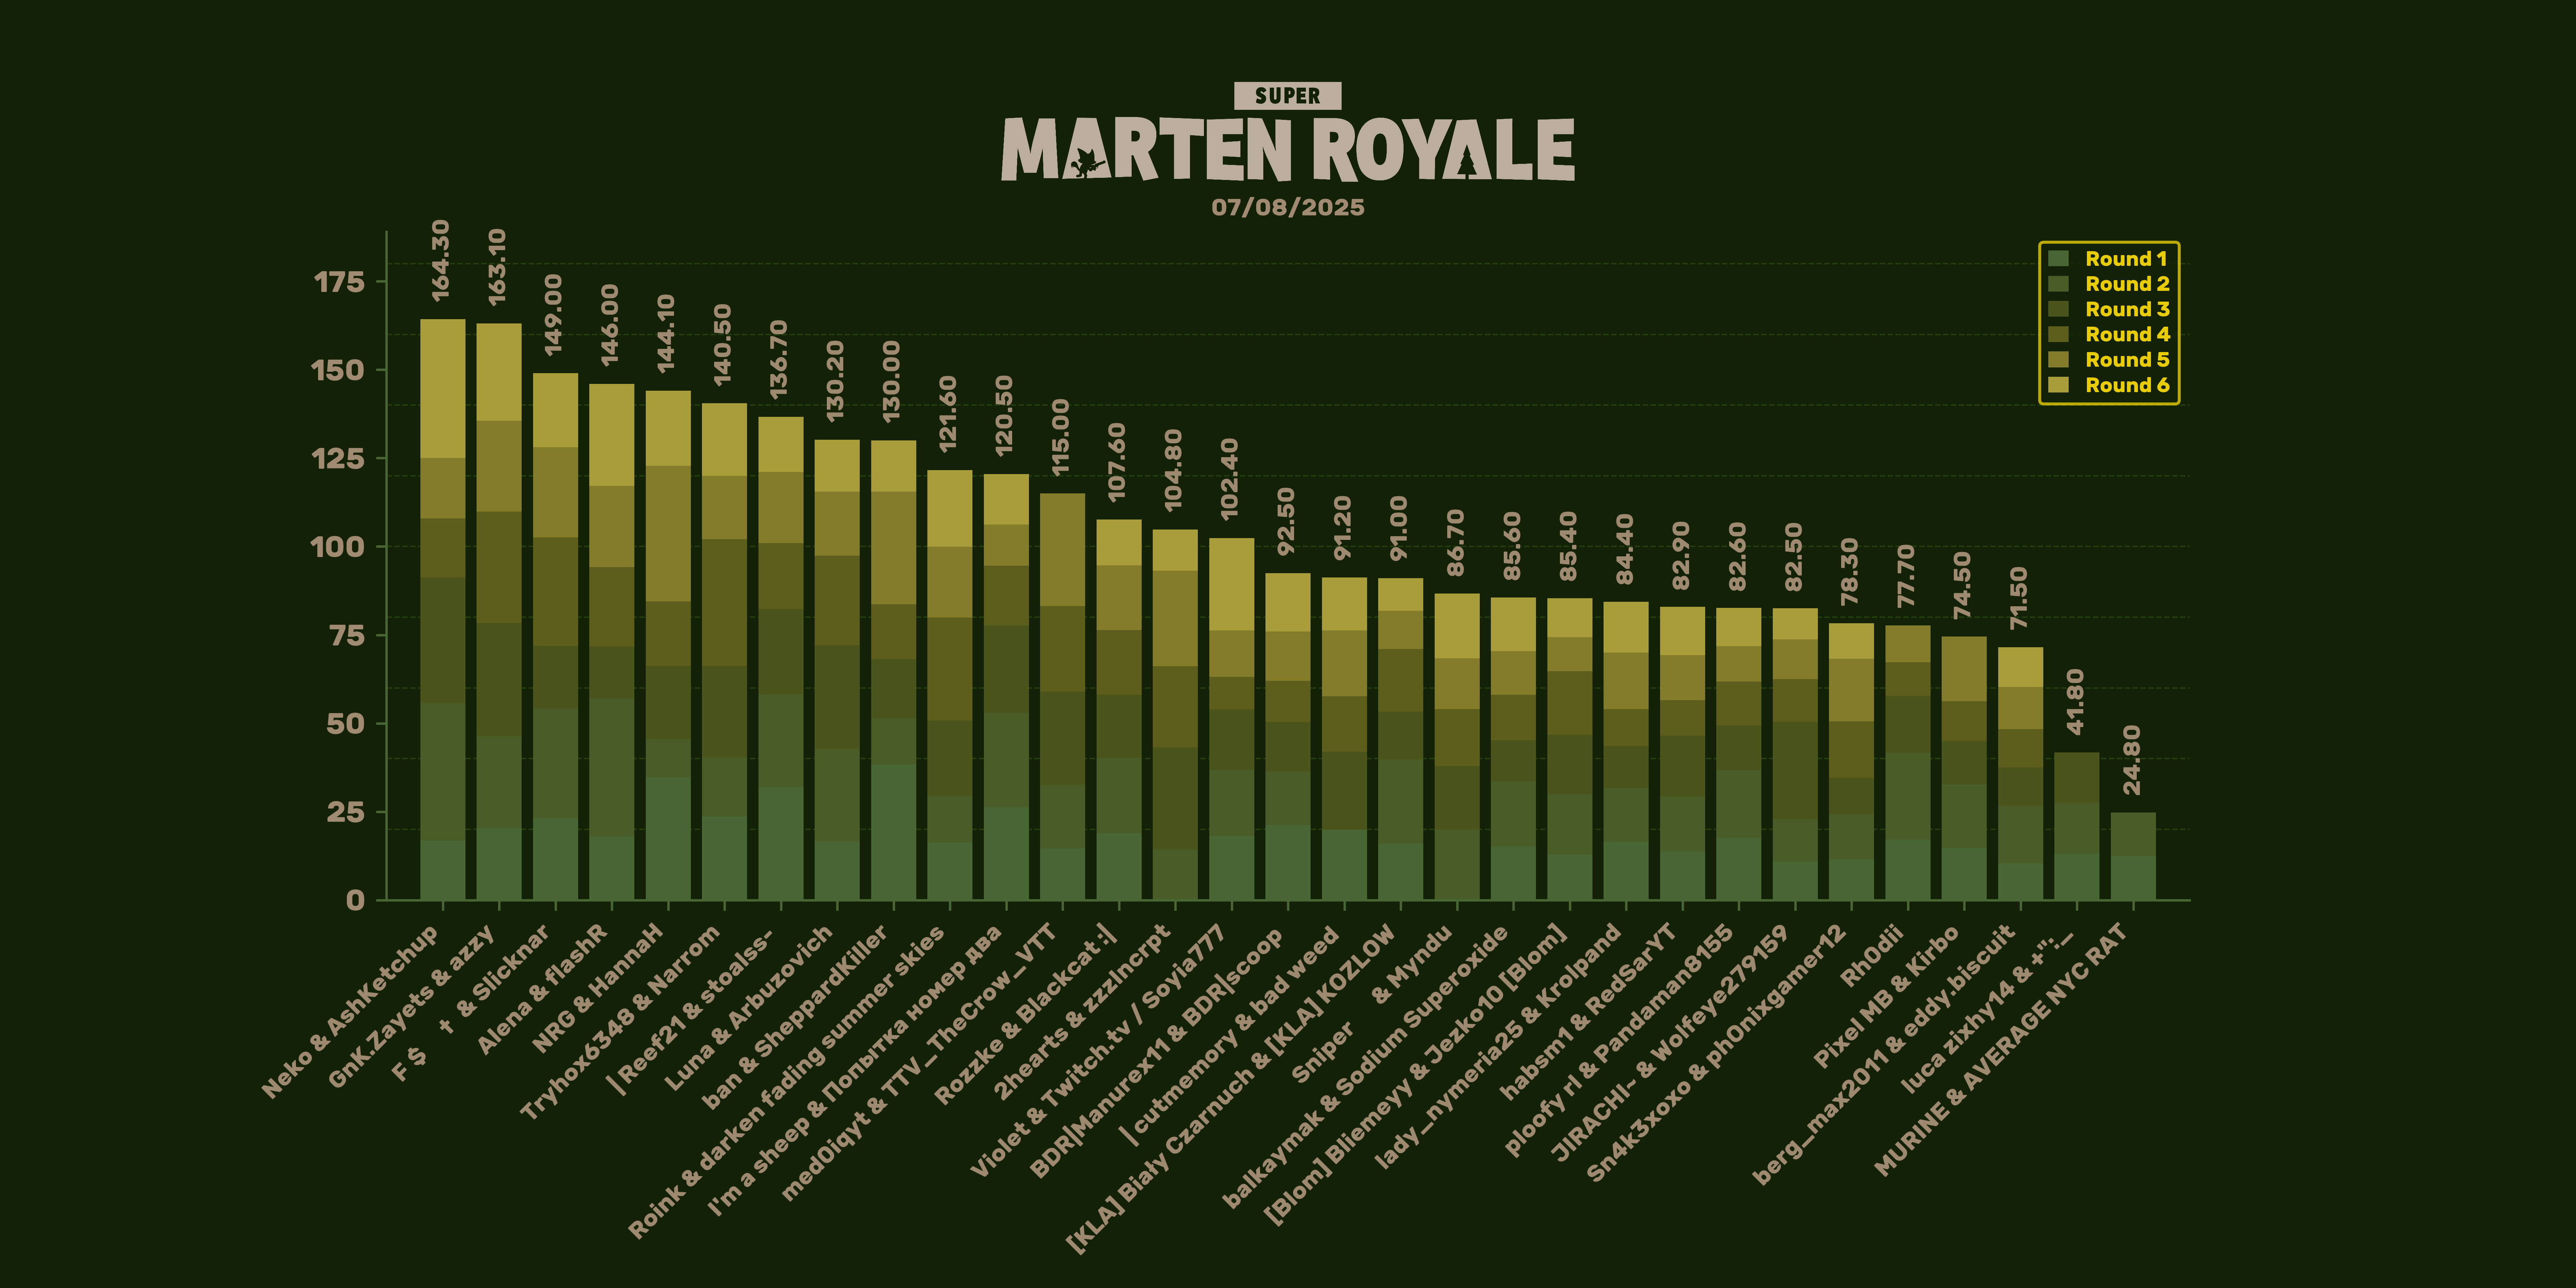 SUPER
MARTEN ROYALE
07/08/2025
Round 1
Round 2
Round 3
Round 4
Round 5
Round 6
175
150
125
100
75
50
25
0
164.30
163.10
149.00
146.00
144.10
140.50
136.70
130.20
130.00
121.60
120.50
115.00
107.60
104.80
102.40
92.50
91.20
91.00
86.70
85.60
85.40
84.40
82.90
82.60
82.50
78.30
77.70
74.50
71.50
41.80
24.80
Neko & AshKetchup
GnK.Zayets & azzy
F $ † & Slicknar
Alena & flashR
NRG & HannaH
Tryhox6348 & Narrom
| Reef21 & stoalss-
Luna & Arbuzovich
ban & SheppardKiller
Roink & darken fading summer skies
I'm a sheep & Попытка номер два
med0iqyt & TTV_TheCrow_VTT
Rozzke & Blackcat:]
2hearts & zzzIncrpt
Violet & Twitch.tv / Soyia777
BDR|Manurex11 & BDR|scoop
| cutmemory & bad weed
[KLA] Biały Czarnuch & [KLA] KOZLOW
Sniper & Myndu
balkaymak & Sodium Superoxide
[Blom] Bliemeyy & Jezko10 [Blom]
lady_nymeria25 & Krolpand
habsm1 & RedSarYT
ploofy rl & Pandaman8155
JIRACHI~ & Wolfeye279159
Sn4k3xoxo & ph0nixgamer12
Rh0dii
Pixel MB & Kirbo
berg_max2011 & eddy.biscuit
luca zixhy14 & +";_
MURINE & AVERAGE NYC RAT